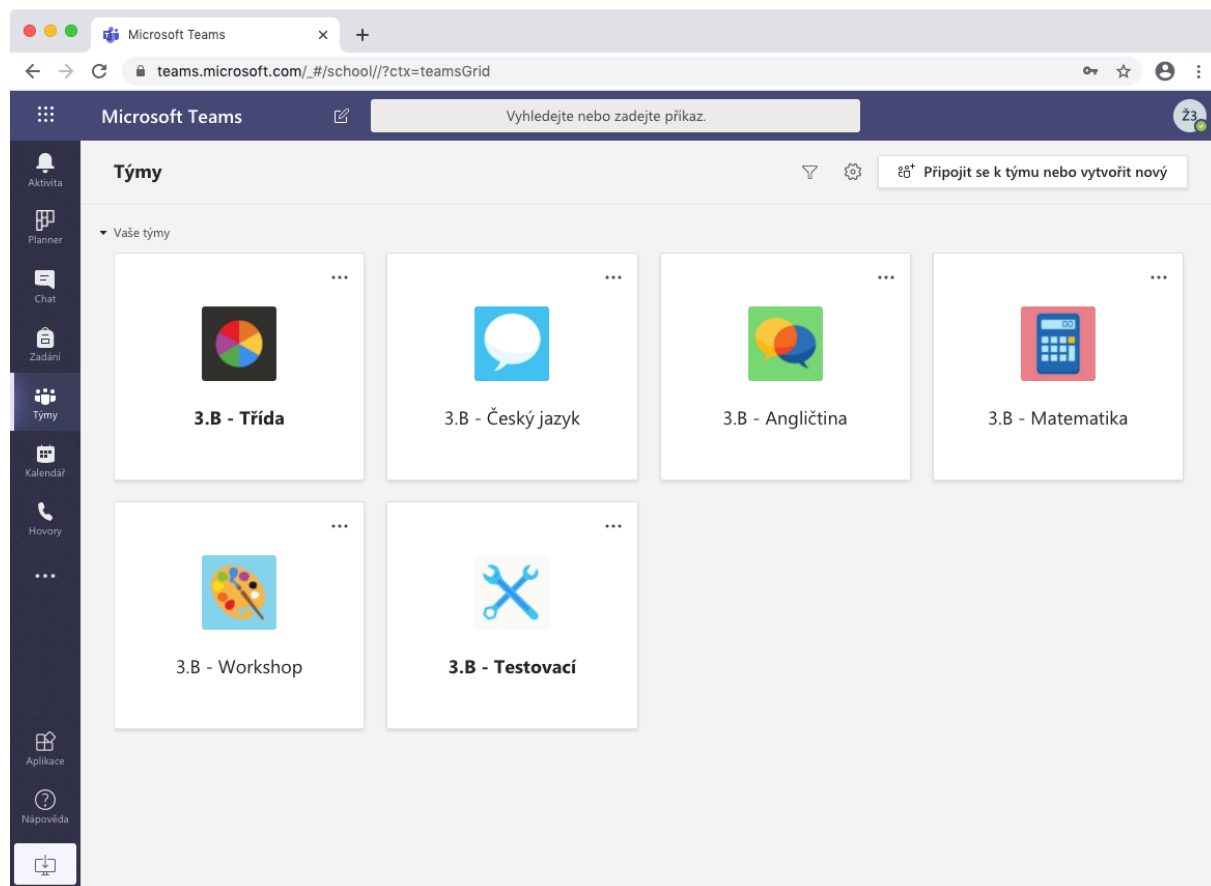 Microsoft Teams
teams.microsoft.com/_#/school//?ctx=teamsGrid
Microsoft Teams
Vyhledejte nebo zadejte příkaz.
Ž3
Aktivita
Planner
Chat
Zadání
Týmy
Kalendář
Hovory
Aplikace
Nápověda
Týmy
Připojit se k týmu nebo vytvořit nový
Vaše týmy
3.B - Třída
3.B - Český jazyk
3.B - Angličtina
3.B - Matematika
3.B - Workshop
3.B - Testovací